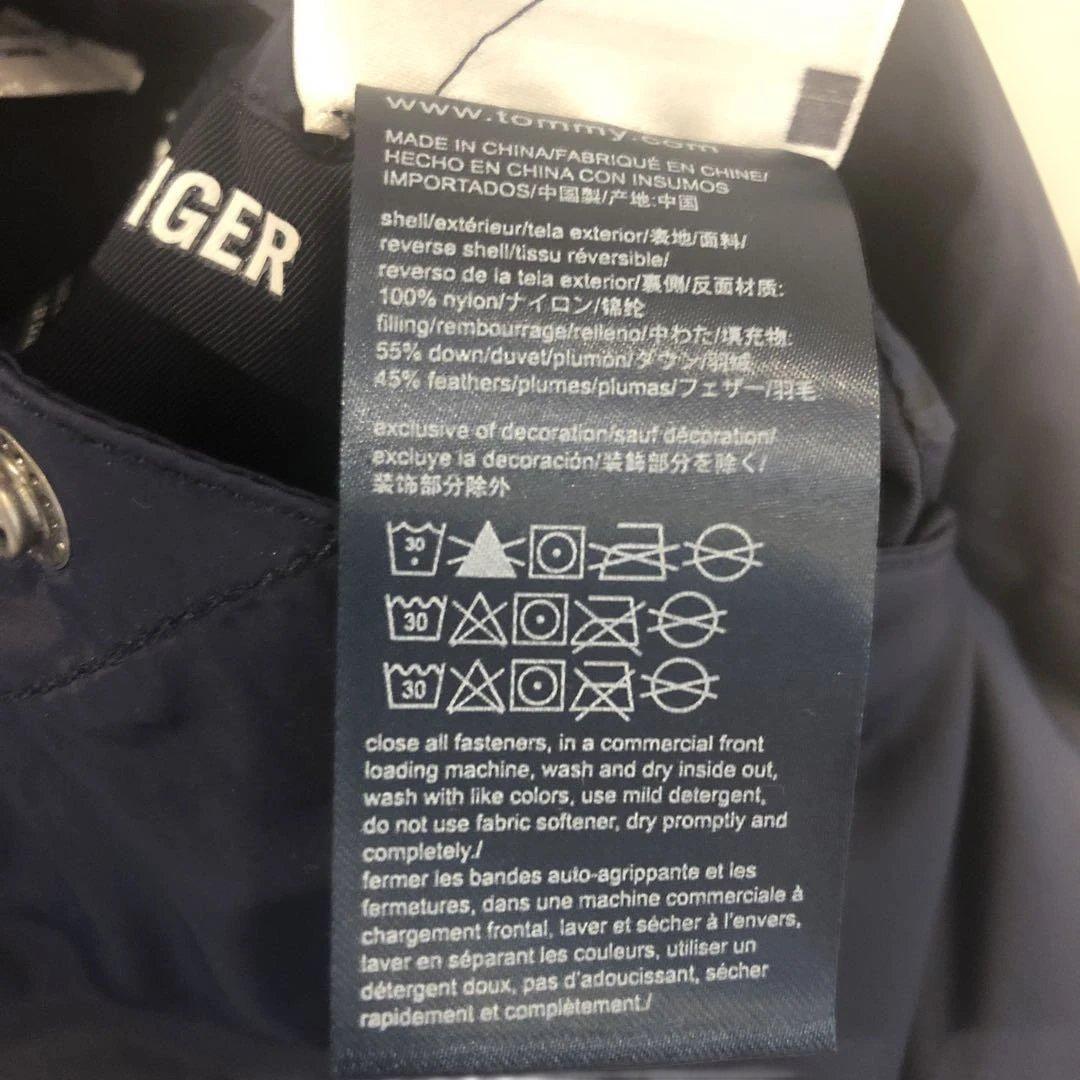 www.tommy.com
MADE IN CHINA/FABRIQUÉ EN CHINE/
HECHO EN CHINA CON INSUMOS
IMPORTADOS/中国製/产地:中国
IGER
shell/extérieur/tela exterior/表地/面料/
reverse shell/tissu réversible/
reverso de la tela exterior/裏側/反面材质:
100% nylon/ナイロン/锦纶
filling/rembourrage/relleno/中わた/填充物:
55% down/duvet/plumón/ダウン/羽绒
45% feathers/plumes/plumas/フェザー/羽毛
exclusive of decoration/sauf décoration/
excluye la decoración/装飾部分を除く/
装饰部分除外
30
30
30
close all fasteners, in a commercial front
loading machine, wash and dry inside out,
wash with like colors, use mild detergent,
do not use fabric softener, dry promptly and
completely./
fermer les bandes auto-agrippante et les
fermetures, dans une machine commerciale à
chargement frontal, laver et sécher à l'envers,
laver en séparant les couleurs, utiliser un
détergent doux, pas d'adoucissant, sécher
rapidement et complètement./